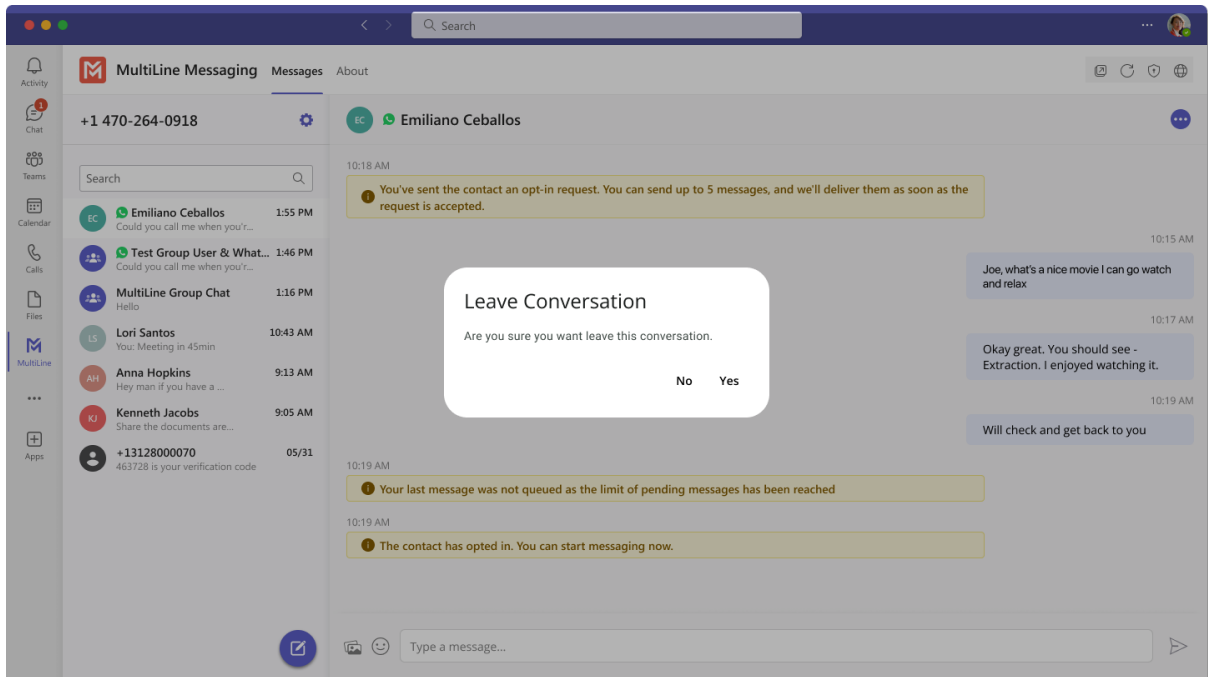 Search
Activity
1
Chat
Teams
Calendar
Calls
Files
MultiLine
Apps
MultiLine Messaging
Messages
About
+1 470-264-0918
Search
EC
Emiliano Ceballos
1:55 PM
Could you call me when you'r...
Test Group User & What...
1:46 PM
Could you call me when you'r...
MultiLine Group Chat
1:16 PM
Hello
LS
Lori Santos
10:43 AM
You: Meeting in 45min
AH
Anna Hopkins
9:13 AM
Hey man if you have a ...
KJ
Kenneth Jacobs
9:05 AM
Share the documents are...
+13128000070
05/31
463728 is your verification code
EC
Emiliano Ceballos
10:18 AM
You've sent the contact an opt-in request. You can send up to 5 messages, and we'll deliver them as soon as the
request is accepted.
10:15 AM
Joe, what's a nice movie I can go watch
and relax
10:17 AM
Okay great. You should see -
Extraction. I enjoyed watching it.
10:19 AM
Will check and get back to you
Leave Conversation
Are you sure you want leave this conversation.
No
Yes
10:19 AM
Your last message was not queued as the limit of pending messages has been reached
10:19 AM
The contact has opted in. You can start messaging now.
Type a message...